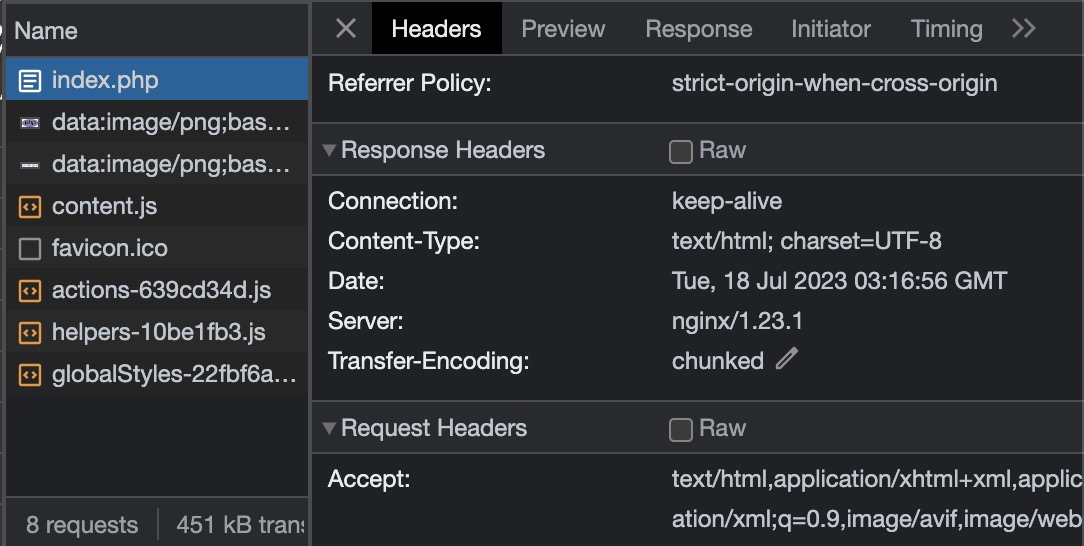 Name
Headers Preview Response Initiator Timing
index.php
data:image/png;bas…
data:image/png;bas…
content.js
favicon.ico
actions-639cd34d.js
helpers-10be1fb3.js
globalStyles-22fbf6a…
8 requests 451 kB trans
Referrer Policy: strict-origin-when-cross-origin
Response Headers Raw
Connection: keep-alive
Content-Type: text/html; charset=UTF-8
Date: Tue, 18 Jul 2023 03:16:56 GMT
Server: nginx/1.23.1
Transfer-Encoding: chunked
Request Headers Raw
Accept: text/html,application/xhtml+xml,applic
ation/xml;q=0.9,image/avif,image/web